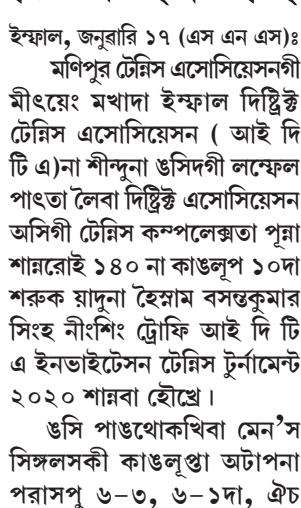 ইম্ফাল, জনুৱারি ১৭ (এস এন এস)ঃ
মণিপুর টেন্নিস এসোসিয়েসনগী
মীৎয়েং মখাদা ইম্ফাল দিষ্ট্রিক্ট
টেন্নিস এসোসিয়েসন ( আই দি
টি এ)না শীন্দুনা ঙসিদগী লম্ফেল
পাৎতা লৈবা দিষ্ট্রিক্ট এসোসিয়েসন
অসিগী টেন্নিস কম্পলেক্সতা পূন্না
শান্নরোই ১৪০ না কাঙলূপ ১০দা
শরুক য়াদুনা হৈস্নাম বসন্তকুমার
সিংহ নীংশিং ট্রোফি আই দি টি
এ ইনভাইটেসন টেন্নিস টুর্নামেন্ট
২০২০ শান্নবা হৌখ্রে।
ঙসি পাঙথোকখিবা মেন'স
সিঙ্গলসকী কাঙলূপ্তা অটাপনা
পরাসপু ৬-৩, ৬-১দা, ঐচ